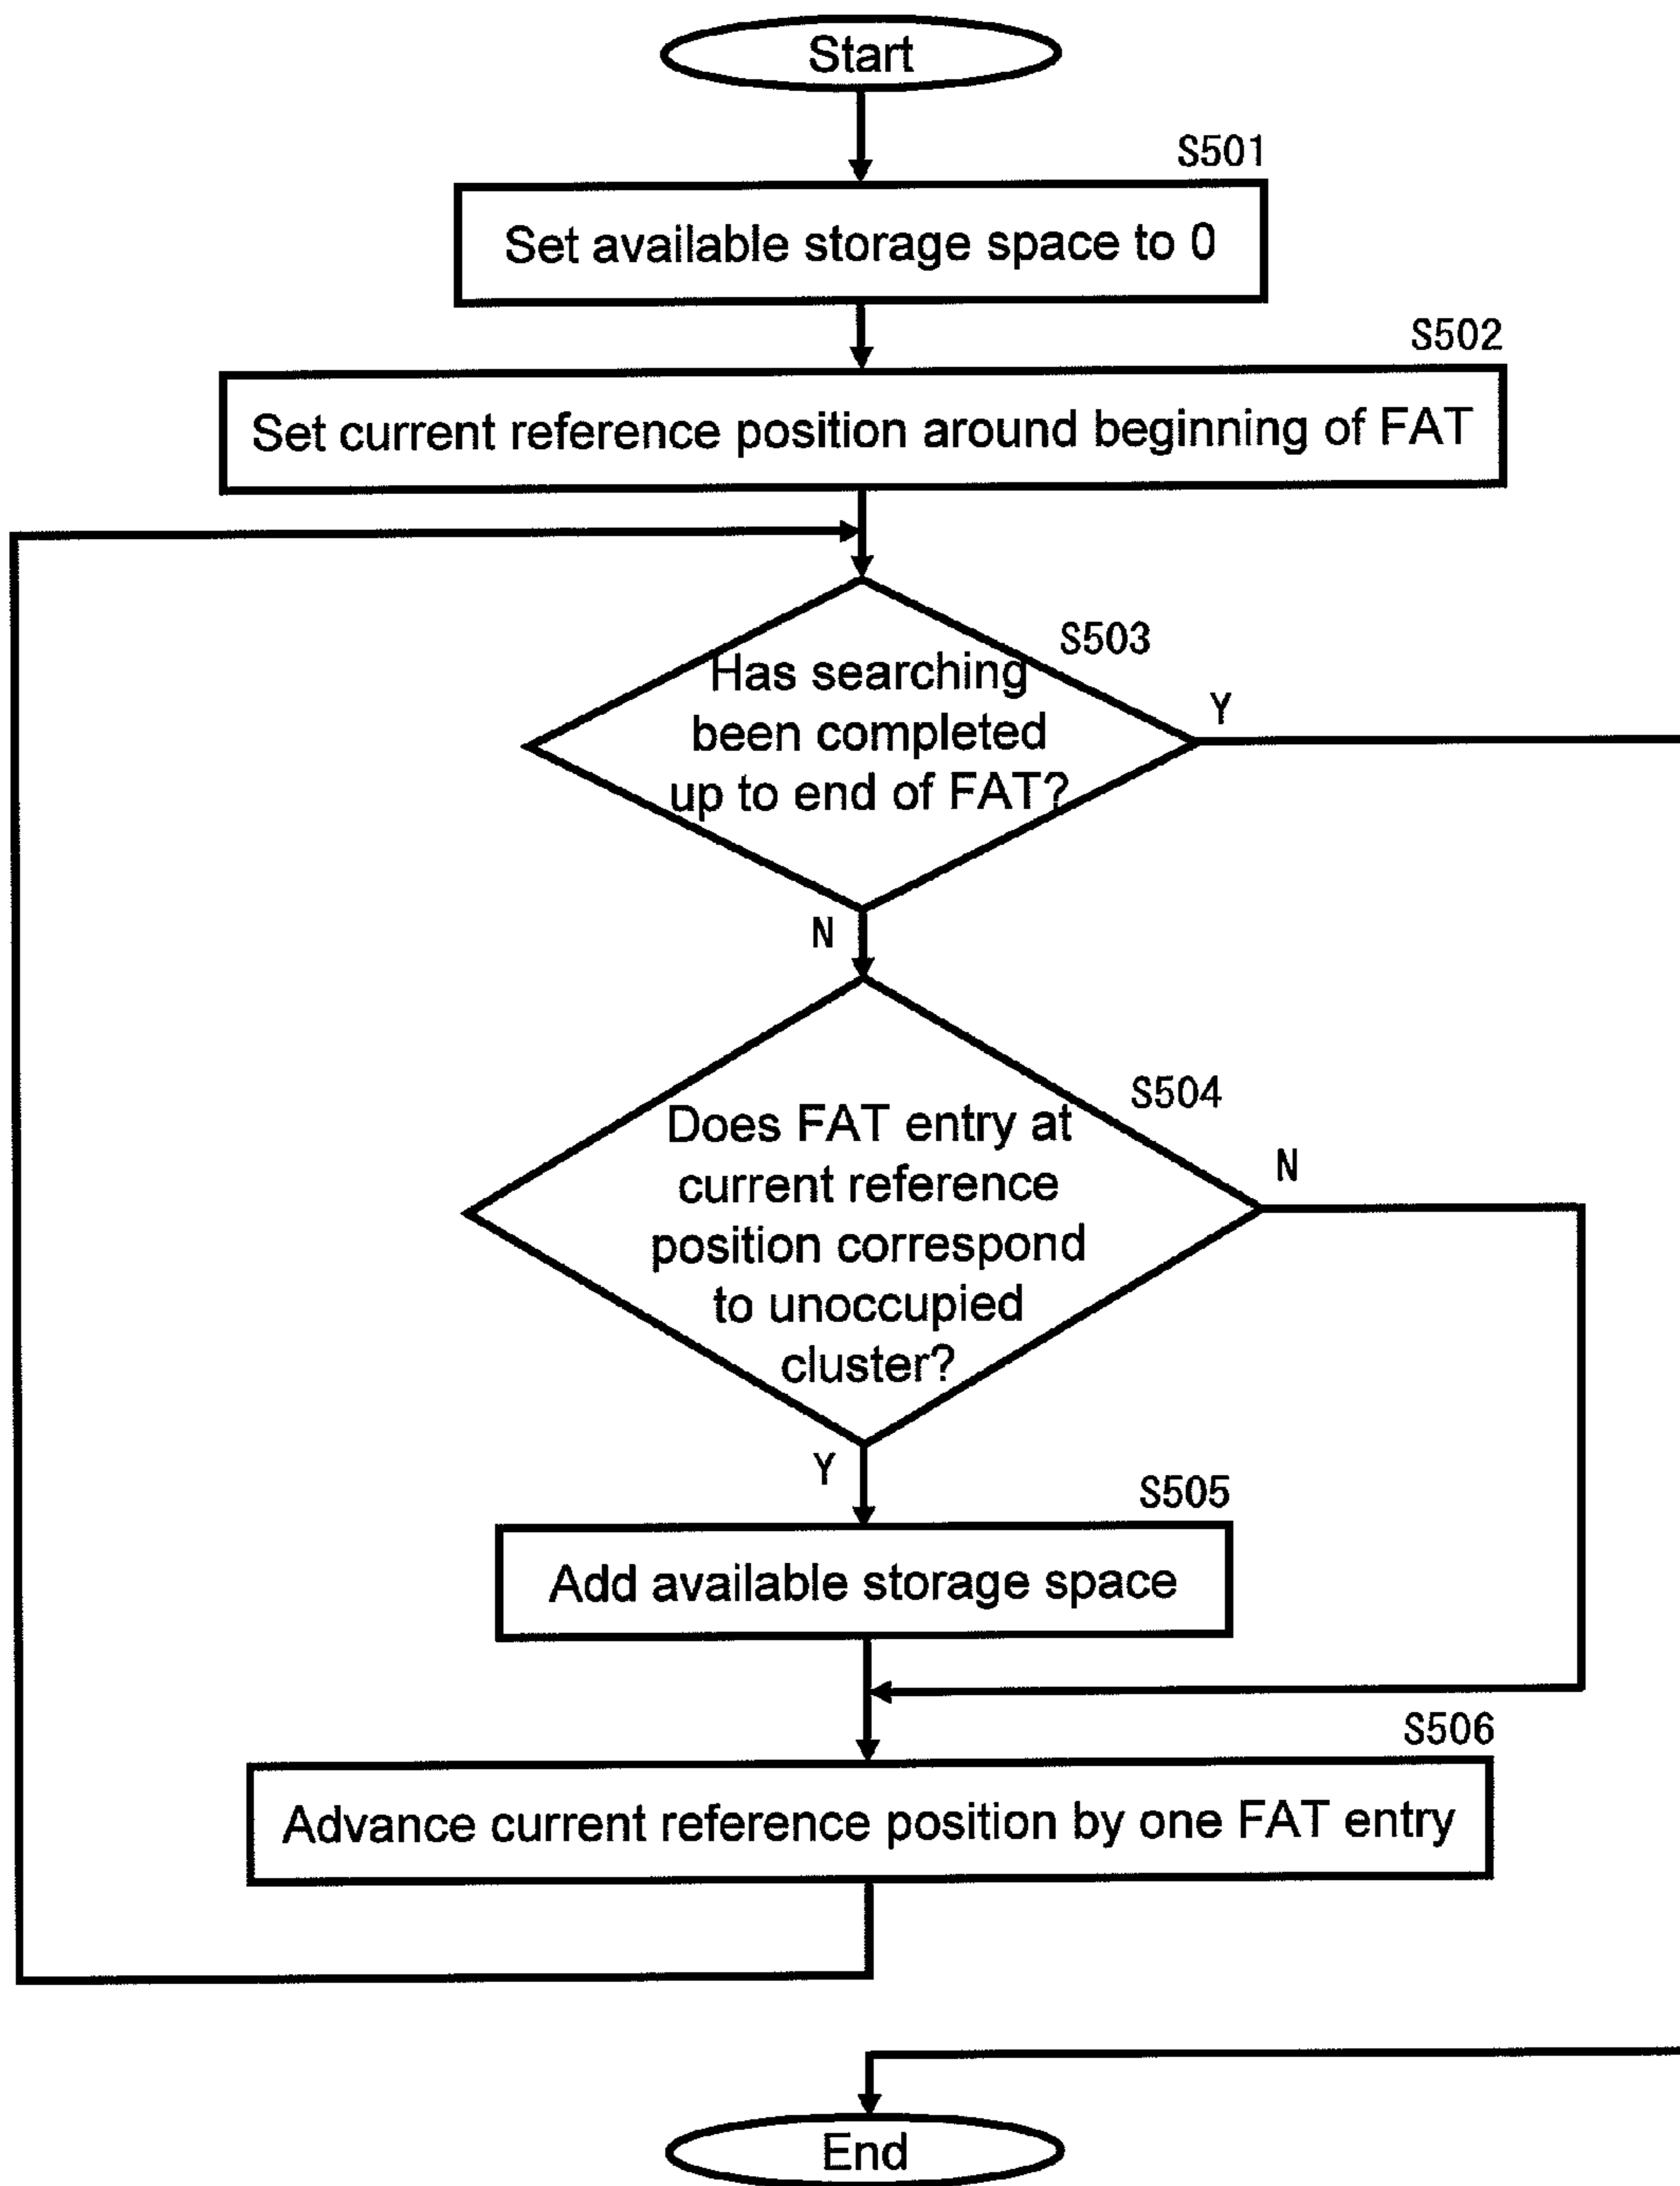 Start
S501
Set available storage space to 0
S502
Set current reference position around beginning of FAT
S503
Has searching
been completed
up to end of FAT?
Y
N
S504
Does FAT entry at
current reference
position correspond
to unoccupied
cluster?
N
Y
S505
Add available storage space
S506
Advance current reference position by one FAT entry
End